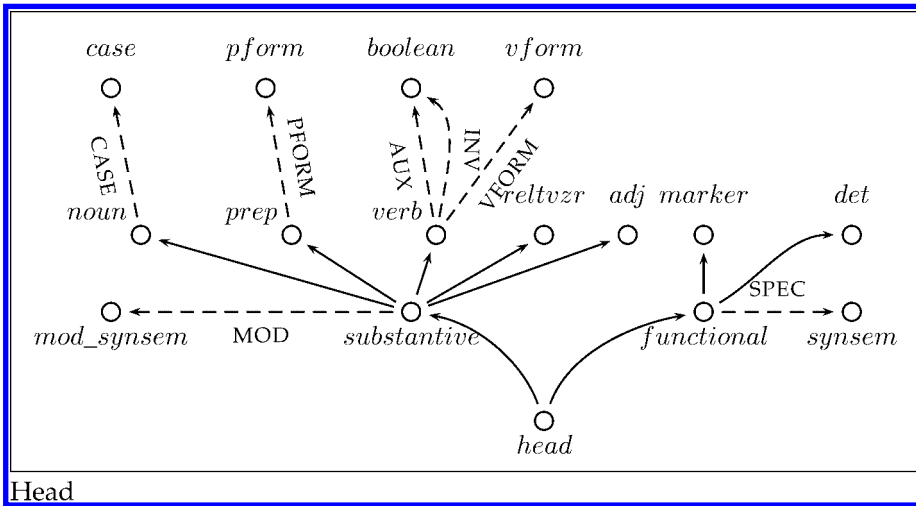 case pform boolean vform
CASE PFORM AUX INV VFORM
noun prep verb reltvzr adj marker det
MOD SPEC
mod_synsem substantive functional synsem
head
Head